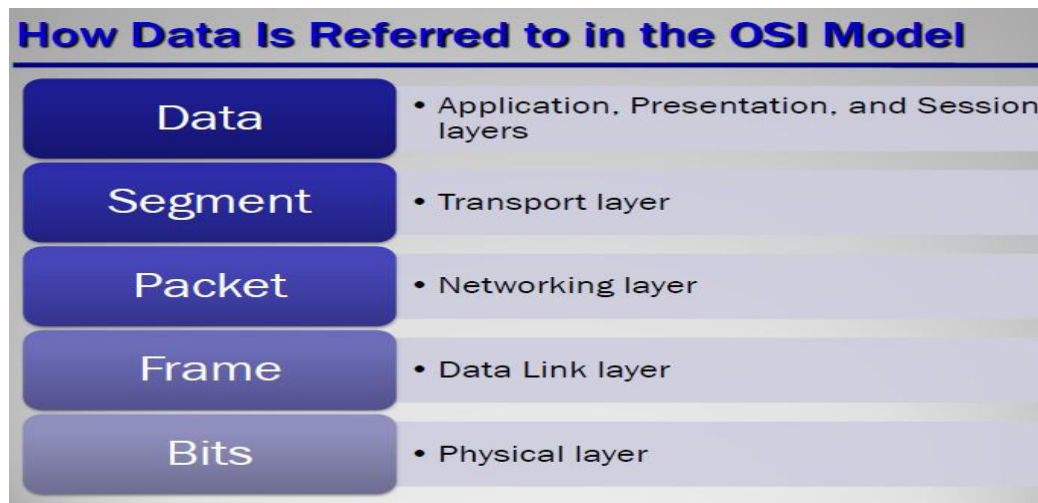 How Data Is Referred to in the OSI Model
Data
• Application, Presentation, and Session
layers
Segment
• Transport layer
Packet
• Networking layer
Frame
• Data Link layer
Bits
• Physical layer